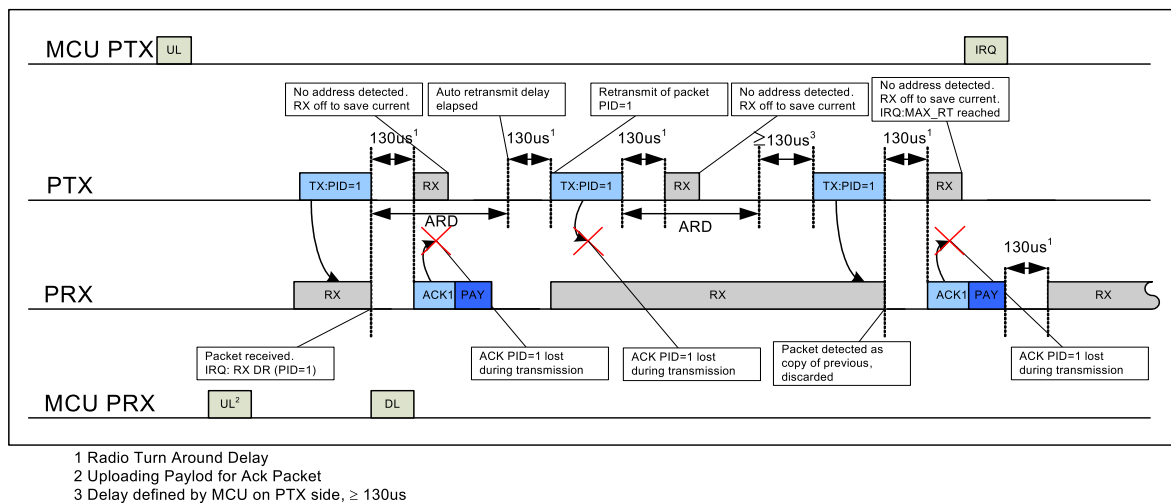 MCU PTX
UL
IRQ
No address detected.
RX off to save current
Auto retransmit delay
elapsed
Retransmit of packet
PID=1
No address detected.
RX off to save current
No address detected.
RX off to save current.
IRQ:MAX_RT reached
130us¹
130us¹
130us¹
≥130us³
130us¹
PTX
TX:PID=1
RX
TX:PID=1
RX
TX:PID=1
RX
ARD
ARD
130us¹
PRX
RX
ACK1
PAY
RX
ACK1
PAY
RX
Packet received.
IRQ: RX DR (PID=1)
ACK PID=1 lost
during transmission
ACK PID=1 lost
during transmission
Packet detected as
copy of previous,
discarded
ACK PID=1 lost
during transmission
MCU PRX
UL²
DL
1 Radio Turn Around Delay
2 Uploading Paylod for Ack Packet
3 Delay defined by MCU on PTX side, ≥ 130us